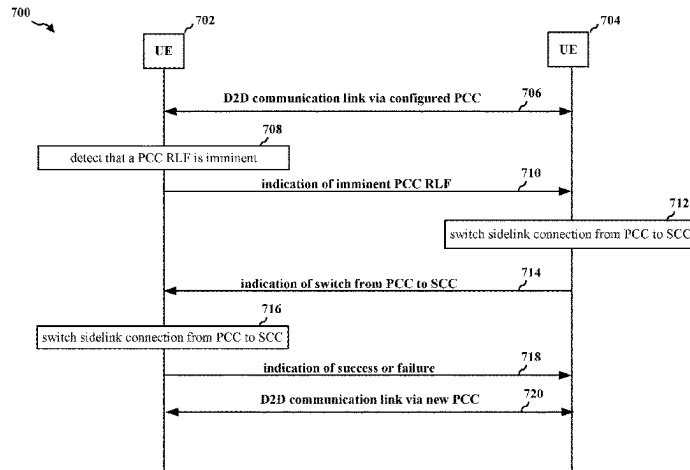 700
702
704
UE
UE
D2D communication link via configured PCC
706
708
detect that a PCC RLF is imminent
indication of imminent PCC RLF
710
712
switch sidelink connection from PCC to SCC
indication of switch from PCC to SCC
714
716
switch sidelink connection from PCC to SCC
indication of success or failure
718
D2D communication link via new PCC
720